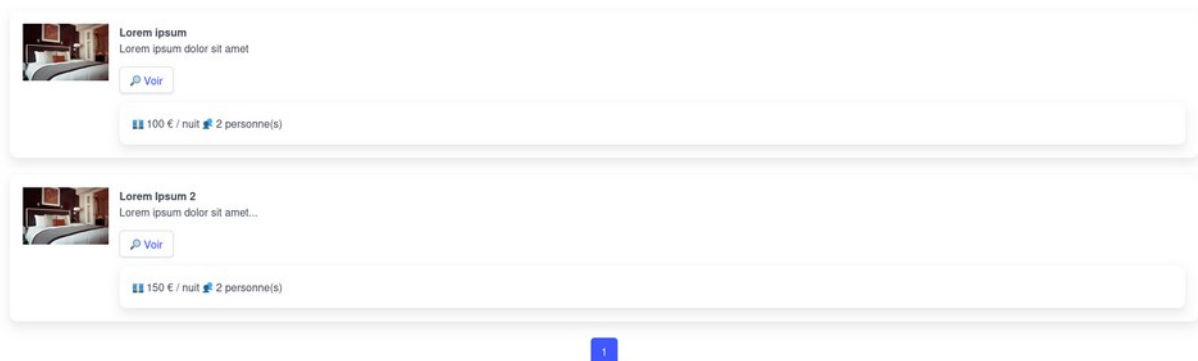 Lorem ipsum
Lorem ipsum dolor sit amet
Voir
100 € / nuit 2 personne(s)
Lorem Ipsum 2
Lorem ipsum dolor sit amet...
Voir
150 € / nuit 2 personne(s)
1